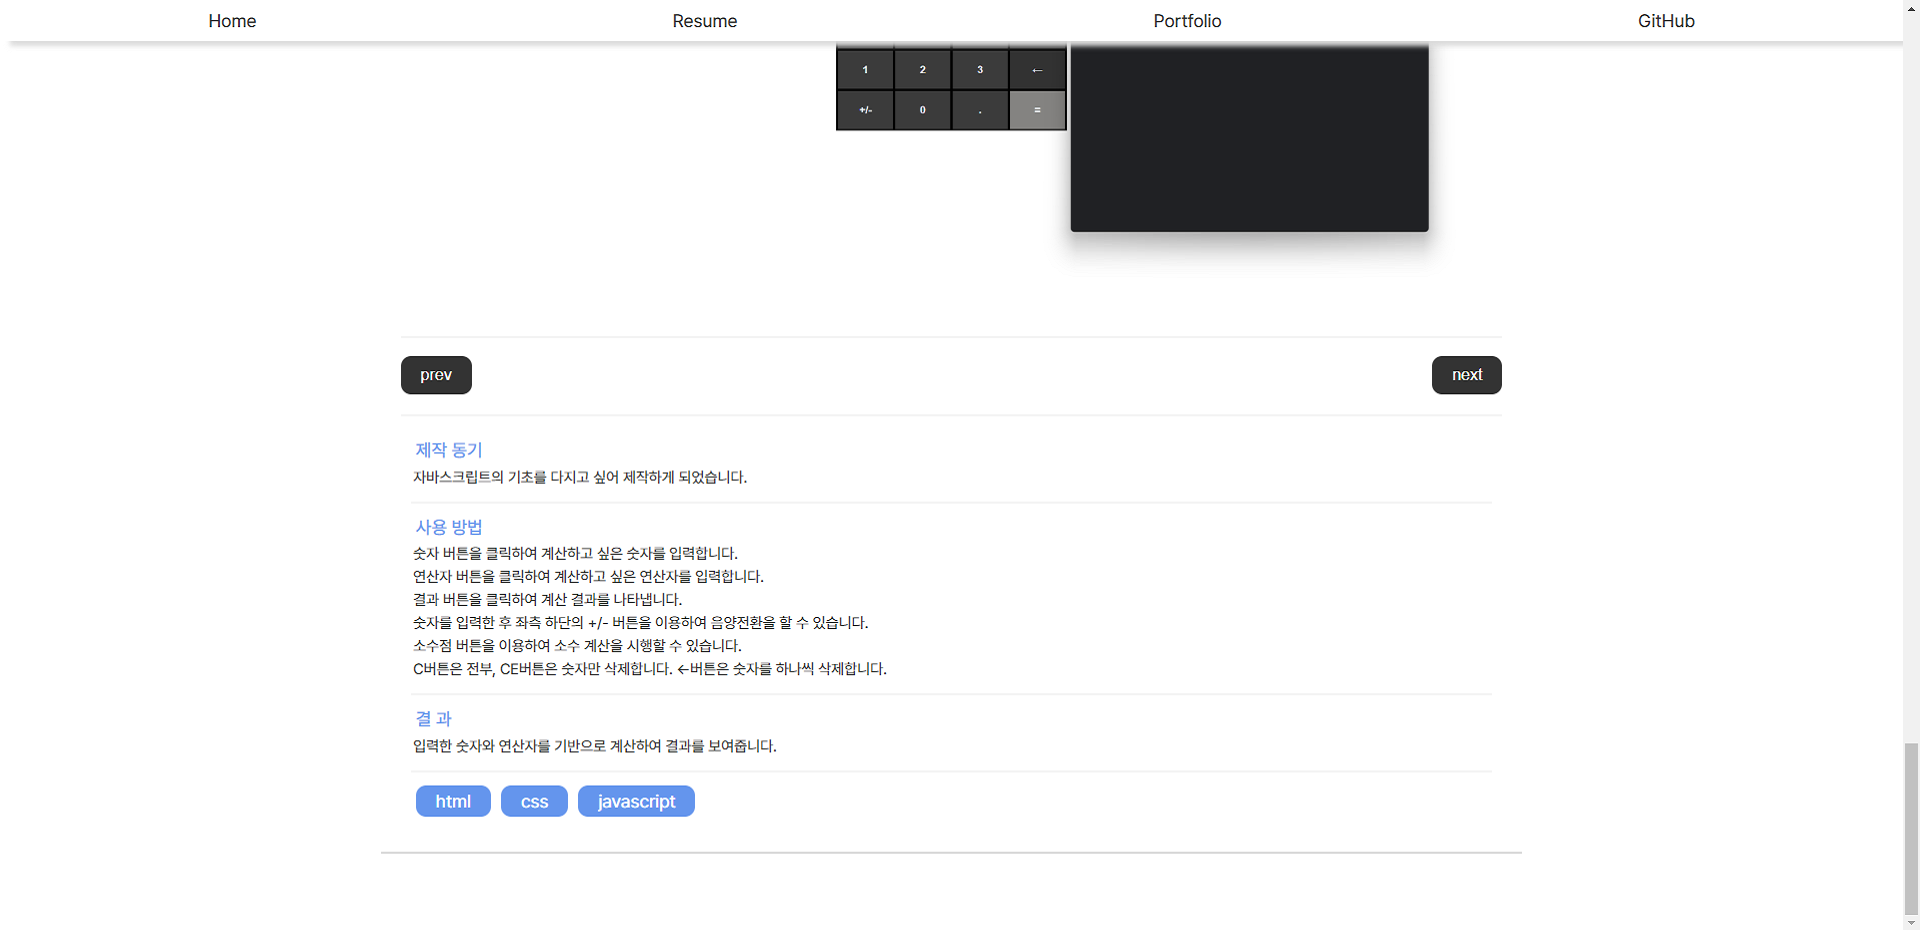 Home Resume Portfolio GitHub
1 2 3 ←
+/- 0 . =
prev next
제작 동기
자바스크립트의 기초를 다지고 싶어 제작하게 되었습니다.
사용 방법
숫자 버튼을 클릭하여 계산하고 싶은 숫자를 입력합니다.
연산자 버튼을 클릭하여 계산하고 싶은 연산자를 입력합니다.
결과 버튼을 클릭하여 계산 결과를 나타냅니다.
숫자를 입력한 후 좌측 하단의 +/- 버튼을 이용하여 음양전환을 할 수 있습니다.
소수점 버튼을 이용하여 소수 계산을 시행할 수 있습니다.
C버튼은 전부, CE버튼은 숫자만 삭제합니다. ←버튼은 숫자를 하나씩 삭제합니다.
결 과
입력한 숫자와 연산자를 기반으로 계산하여 결과를 보여줍니다.
html css javascript